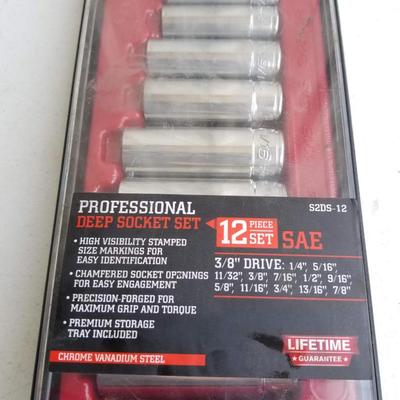 PROFESSIONAL
DEEP SOCKET SET
S2DS-12
12 PIECE SET
SAE
• HIGH VISIBILITY STAMPED
SIZE MARKINGS FOR
EASY IDENTIFICATION
• CHAMFERED SOCKET OPENINGS
FOR EASY ENGAGEMENT
• PRECISION-FORGED FOR
MAXIMUM GRIP AND TORQUE
• PREMIUM STORAGE
TRAY INCLUDED
3/8" DRIVE: 1/4", 5/16",
11/32", 3/8", 7/16", 1/2", 9/16",
5/8", 11/16", 3/4", 13/16", 7/8"
CHROME VANADIUM STEEL
LIFETIME
GUARANTEE